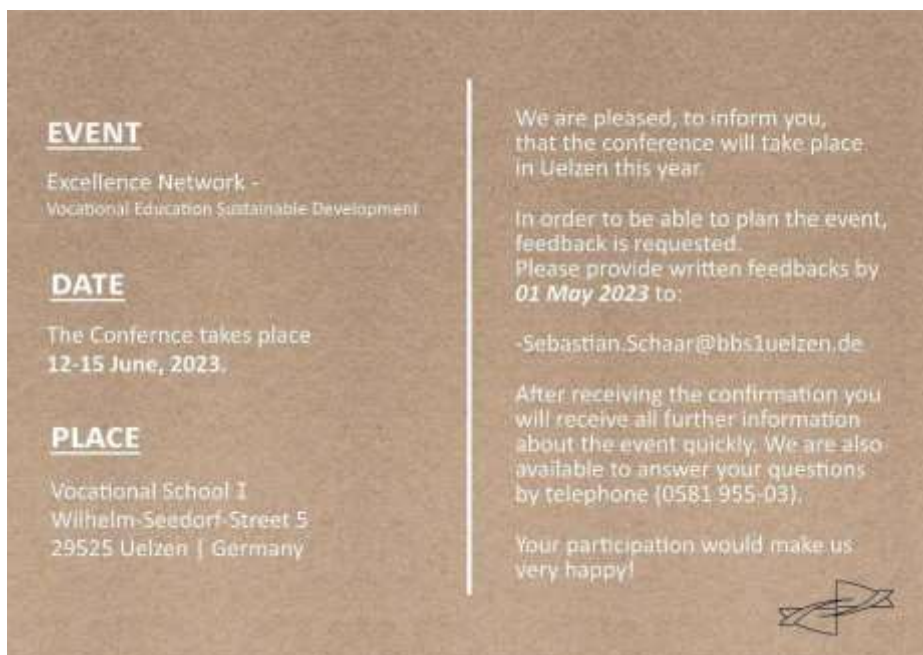 EVENT
Excellence Network -
Vocational Education Sustainable Development
DATE
The Confernce takes place
12-15 June, 2023.
PLACE
Vocational School I
Wilhelm-Seedorf-Street 5
29525 Uelzen | Germany
We are pleased, to inform you,
that the conference will take place
in Uelzen this year.
In order to be able to plan the event,
feedback is requested.
Please provide written feedbacks by
01 May 2023 to:
-Sebastian.Schaar@bbs1uelzen.de
After receiving the confirmation you
will receive all further information
about the event quickly. We are also
available to answer your questions
by telephone (0581 955-03).
Your participation would make us
very happy!